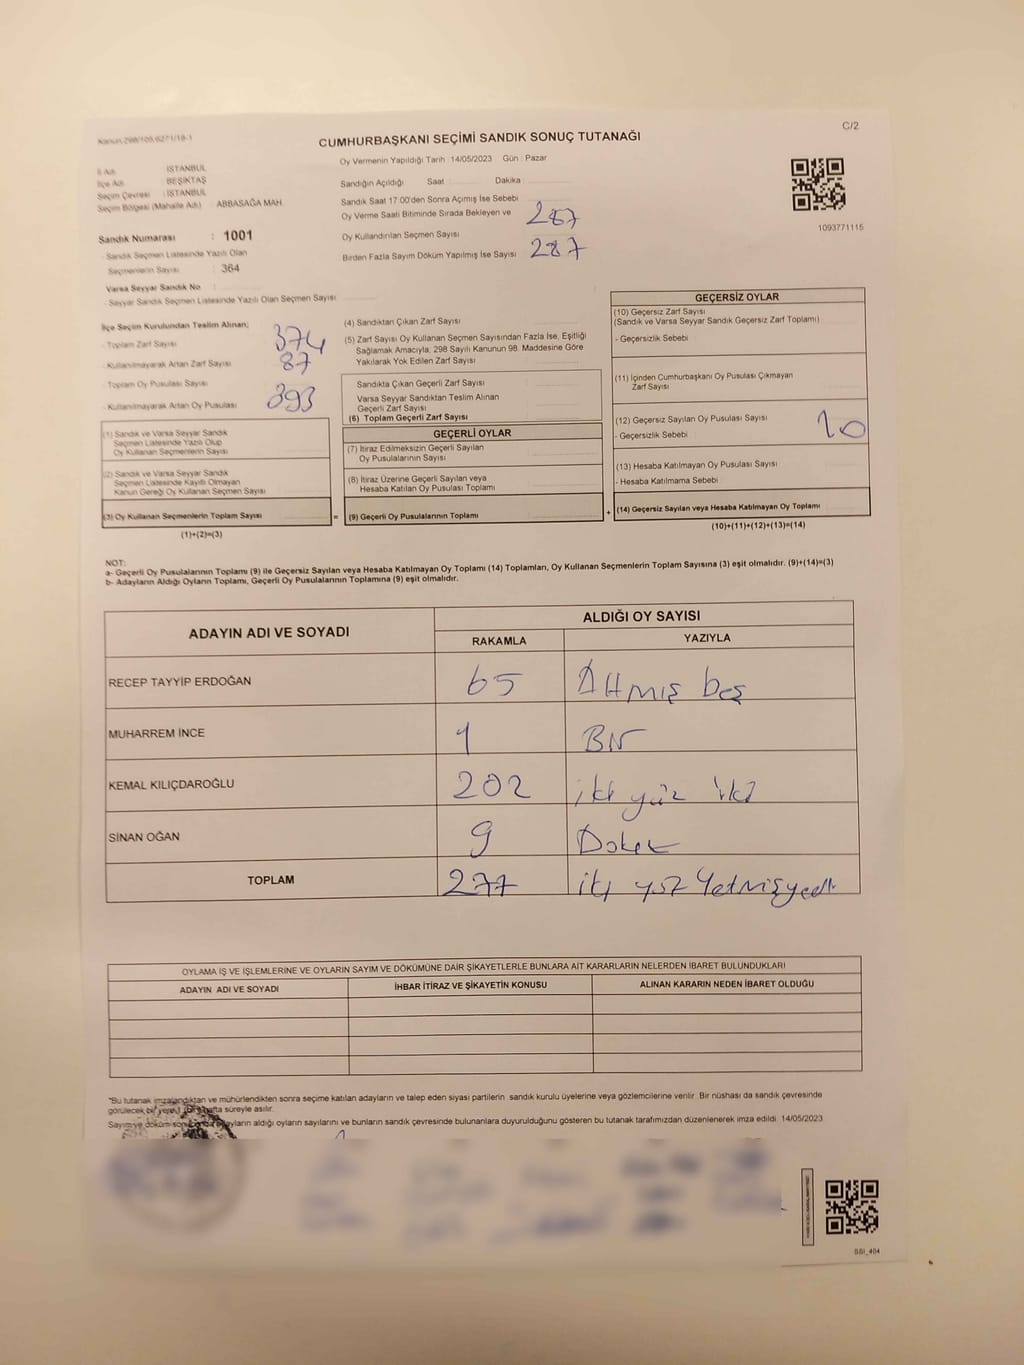 Kanun 298/105,6271/18-1
C/2
CUMHURBAŞKANI SEÇİMİ SANDIK SONUÇ TUTANAĞI
İl Adı : İSTANBUL
İlçe Adı : BEŞİKTAŞ
Seçim Çevresi : İSTANBUL
Seçim Bölgesi (Mahalle Adı) : ABBASAĞA MAH.
Sandık Numarası : 1001
- Sandık Seçmen Listesinde Yazılı Olan
Seçmenlerin Sayısı : 364
Varsa Seyyar Sandık No :
- Seyyar Sandık Seçmen Listesinde Yazılı Olan Seçmen Sayısı
Oy Vermenin Yapıldığı Tarih : 14/05/2023 Gün : Pazar
Sandığın Açıldığı Saat Dakika
Sandık Saat 17:00'den Sonra Açımış İse Sebebi
Oy Verme Saati Bitiminde Sırada Bekleyen ve
Oy Kullandırılan Seçmen Sayısı 287
Birden Fazla Sayım Döküm Yapılmış İse Sayısı 287
1093771115
İlçe Seçim Kurulundan Teslim Alınan;
- Toplam Zarf Sayısı 374
- Kullanılmayarak Artan Zarf Sayısı 87
- Toplam Oy Pusulası Sayısı
- Kullanılmayarak Artan Oy Pusulası 393
(1) Sandık ve Varsa Seyyar Sandık
Seçmen Listesinde Yazılı Olup
Oy Kullanan Seçmenlerin Sayısı
(2) Sandık ve Varsa Seyyar Sandık
Seçmen Listesinde Kayıtlı Olmayan
Kanun Gereği Oy Kullanan Seçmen Sayısı
(3) Oy Kullanan Seçmenlerin Toplam Sayısı
(1)+(2)=(3)
=
(4) Sandıktan Çıkan Zarf Sayısı
(5) Zarf Sayısı Oy Kullanan Seçmen Sayısından Fazla İse, Eşitliği
Sağlamak Amacıyla, 298 Sayılı Kanunun 98. Maddesine Göre
Yakılarak Yok Edilen Zarf Sayısı
Sandıkta Çıkan Geçerli Zarf Sayısı
Varsa Seyyar Sandıktan Teslim Alınan
Geçerli Zarf Sayısı
(6) Toplam Geçerli Zarf Sayısı
GEÇERLİ OYLAR
(7) İtiraz Edilmeksizin Geçerli Sayılan
Oy Pusulalarının Sayısı
(8) İtiraz Üzerine Geçerli Sayılan veya
Hesaba Katılan Oy Pusulası Toplamı
(9) Geçerli Oy Pusulalarının Toplamı
+
GEÇERSİZ OYLAR
(10) Geçersiz Zarf Sayısı
(Sandık ve Varsa Seyyar Sandık Geçersiz Zarf Toplamı)
- Geçersizlik Sebebi
(11) İçinden Cumhurbaşkanı Oy Pusulası Çıkmayan
Zarf Sayısı
(12) Geçersiz Sayılan Oy Pusulası Sayısı 10
- Geçersizlik Sebebi
(13) Hesaba Katılmayan Oy Pusulası Sayısı
- Hesaba Katılmama Sebebi
(14) Geçersiz Sayılan veya Hesaba Katılmayan Oy Toplamı
(10)+(11)+(12)+(13)=(14)
NOT:
a- Geçerli Oy Pusulalarının Toplamı (9) ile Geçersiz Sayılan veya Hesaba Katılmayan Oy Toplamı (14) Toplamları, Oy Kullanan Seçmenlerin Toplam Sayısına (3) eşit olmalıdır. (9)+(14)=(3)
b- Adayların Aldığı Oyların Toplamı, Geçerli Oy Pusulalarının Toplamına (9) eşit olmalıdır.
ADAYIN ADI VE SOYADI
ALDIĞI OY SAYISI
RAKAMLA YAZIYLA
RECEP TAYYİP ERDOĞAN 65 Altmış beş
MUHARREM İNCE 1 Bir
KEMAL KILIÇDAROĞLU 202 iki yüz iki
SİNAN OĞAN 9 Dokuz
TOPLAM 277 iki yüz Yetmişyedi
OYLAMA İŞ VE İŞLEMLERİNE VE OYLARIN SAYIM VE DÖKÜMÜNE DAİR ŞİKAYETLERLE BUNLARA AİT KARARLARIN NELERDEN İBARET BULUNDUKLARI
ADAYIN ADI VE SOYADI İHBAR İTİRAZ VE ŞİKAYETİN KONUSU ALINAN KARARIN NEDEN İBARET OLDUĞU
*Bu tutanak imzalandıktan ve mühürlendikten sonra seçime katılan adayların ve talep eden siyasi partilerin sandık kurulu üyelerine veya gözlemcilerine verilir. Bir nüshası da sandık çevresinde
görülecek bir yere 1 (bir) hafta süreyle asılır.
Sayım ve döküm adayların aldığı oyların sayılarını ve bunların sandık çevresinde bulunanlara duyurulduğunu gösteren bu tutanak tarafımızdan düzenlenerek imza edildi. 14/05/2023
SSI_404